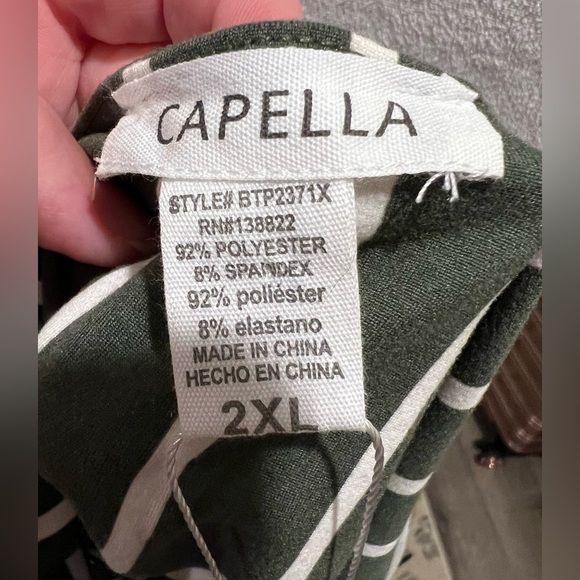 CAPELLA
STYLE# BTP2371X
RN#138822
92% POLYESTER
8% SPANDEX
92% poliéster
8% elastano
MADE IN CHINA
HECHO EN CHINA
2XL